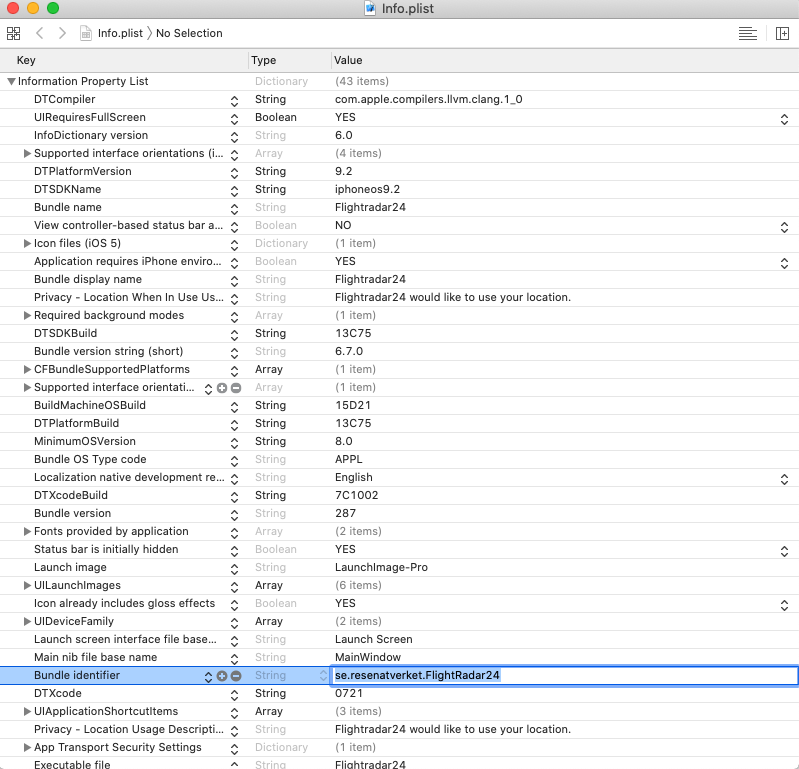 Info.plist
Info.plist No Selection
Key Type Value
Information Property List Dictionary (43 items)
DTCompiler String com.apple.compilers.llvm.clang.1_0
UIRequiresFullScreen Boolean YES
InfoDictionary version String 6.0
Supported interface orientations (i... Array (4 items)
DTPlatformVersion String 9.2
DTSDKName String iphoneos9.2
Bundle name String Flightradar24
View controller-based status bar a... Boolean NO
Icon files (iOS 5) Dictionary (1 item)
Application requires iPhone enviro... Boolean YES
Bundle display name String Flightradar24
Privacy - Location When In Use Us... String Flightradar24 would like to use your location.
Required background modes Array (1 item)
DTSDKBuild String 13C75
Bundle version string (short) String 6.7.0
CFBundleSupportedPlatforms Array (1 item)
Supported interface orientati... Array (1 item)
BuildMachineOSBuild String 15D21
DTPlatformBuild String 13C75
MinimumOSVersion String 8.0
Bundle OS Type code String APPL
Localization native development re... String English
DTXcodeBuild String 7C1002
Bundle version String 287
Fonts provided by application Array (2 items)
Status bar is initially hidden Boolean YES
Launch image String LaunchImage-Pro
UILaunchImages Array (6 items)
Icon already includes gloss effects Boolean YES
UIDeviceFamily Array (2 items)
Launch screen interface file base... String Launch Screen
Main nib file base name String MainWindow
Bundle identifier String se.resenatverket.FlightRadar24
DTXcode String 0721
UIApplicationShortcutItems Array (3 items)
Privacy - Location Usage Descripti... String Flightradar24 would like to use your location.
App Transport Security Settings Dictionary (1 item)
Executable file String Flightradar24